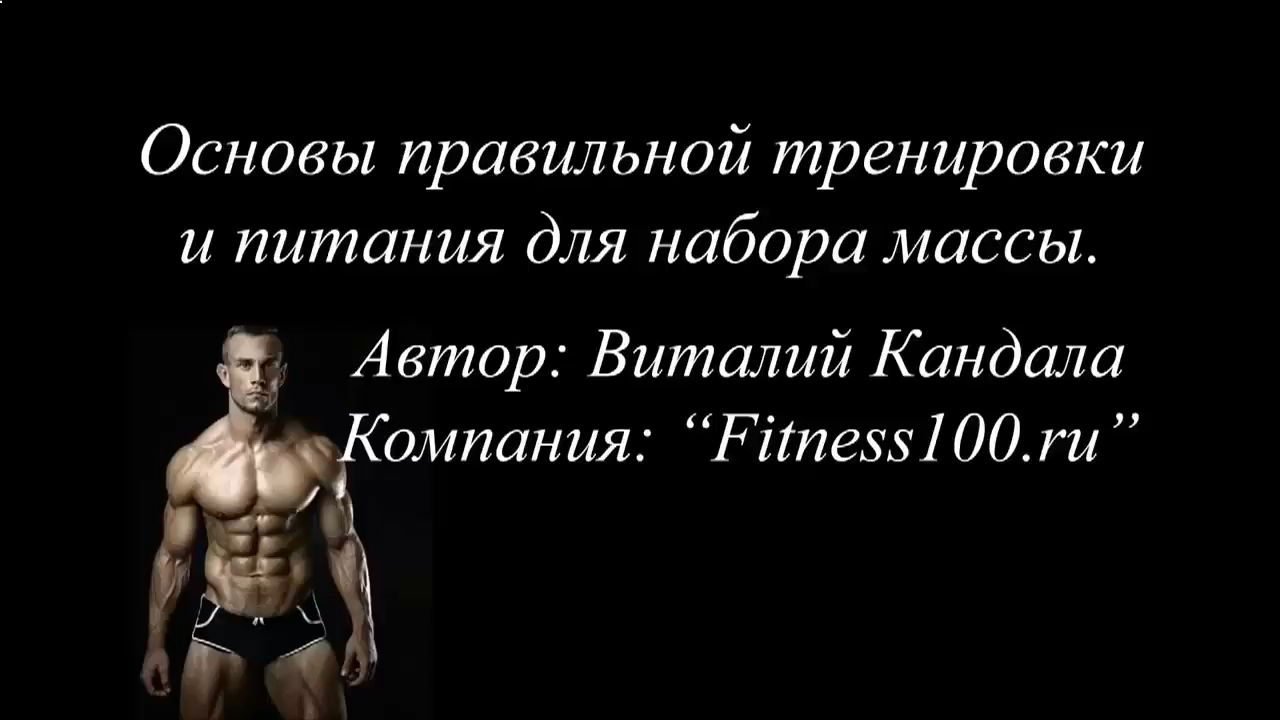 Основы правильной тренировки
и питания для набора массы.
Автор: Виталий Кандала
Компания: “Fitness100.ru”